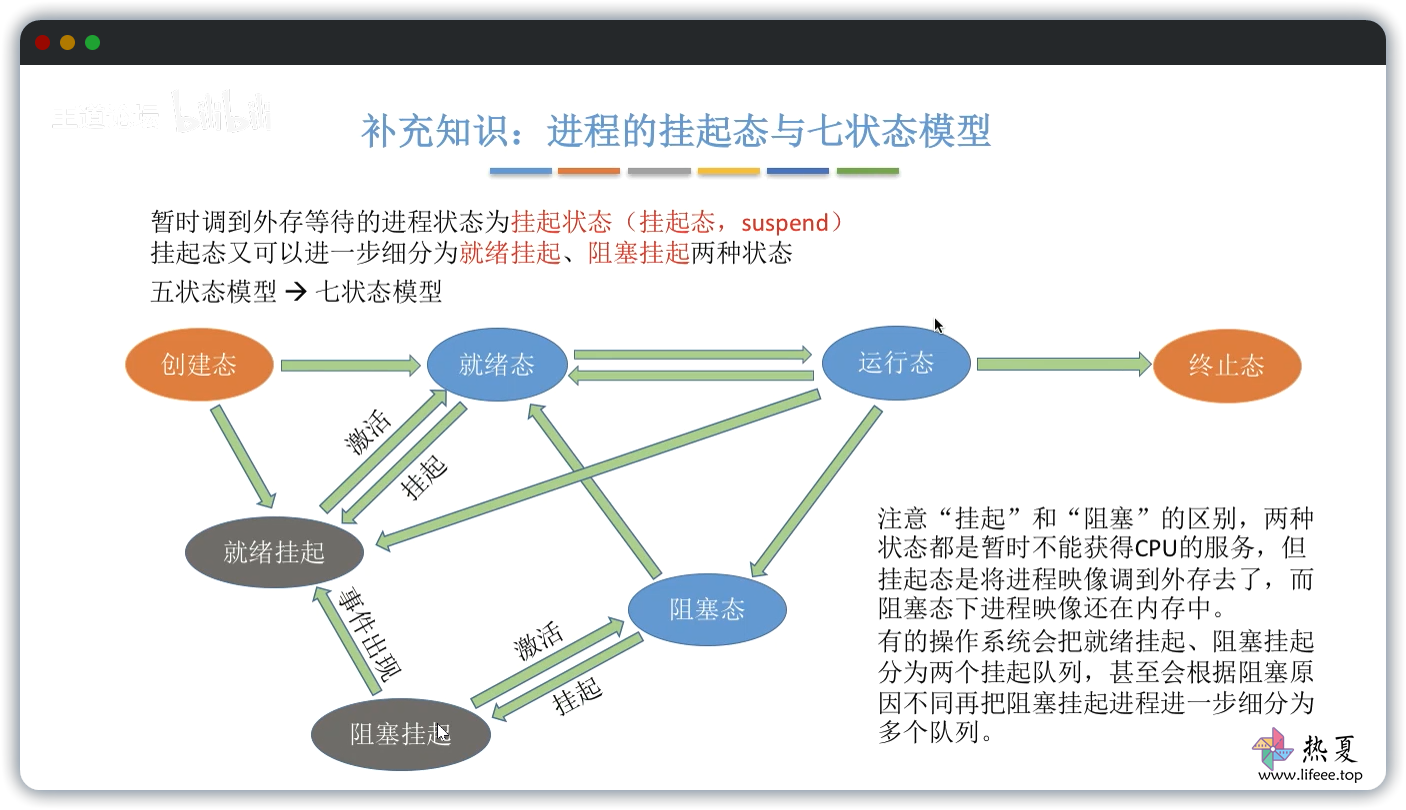 王道论坛 bilibili
补充知识：进程的挂起态与七状态模型
暂时调到外存等待的进程状态为挂起状态（挂起态，suspend）
挂起态又可以进一步细分为就绪挂起、阻塞挂起两种状态
五状态模型 → 七状态模型
创建态
就绪态
运行态
终止态
激活
挂起
就绪挂起
事件出现
阻塞态
激活
挂起
阻塞挂起
注意“挂起”和“阻塞”的区别，两种
状态都是暂时不能获得CPU的服务，但
挂起态是将进程映像调到外存去了，而
阻塞态下进程映像还在内存中。
有的操作系统会把就绪挂起、阻塞挂起
分为两个挂起队列，甚至会根据阻塞原
因不同再把阻塞挂起进程进一步细分为
多个队列。
热夏
www.lifeee.top